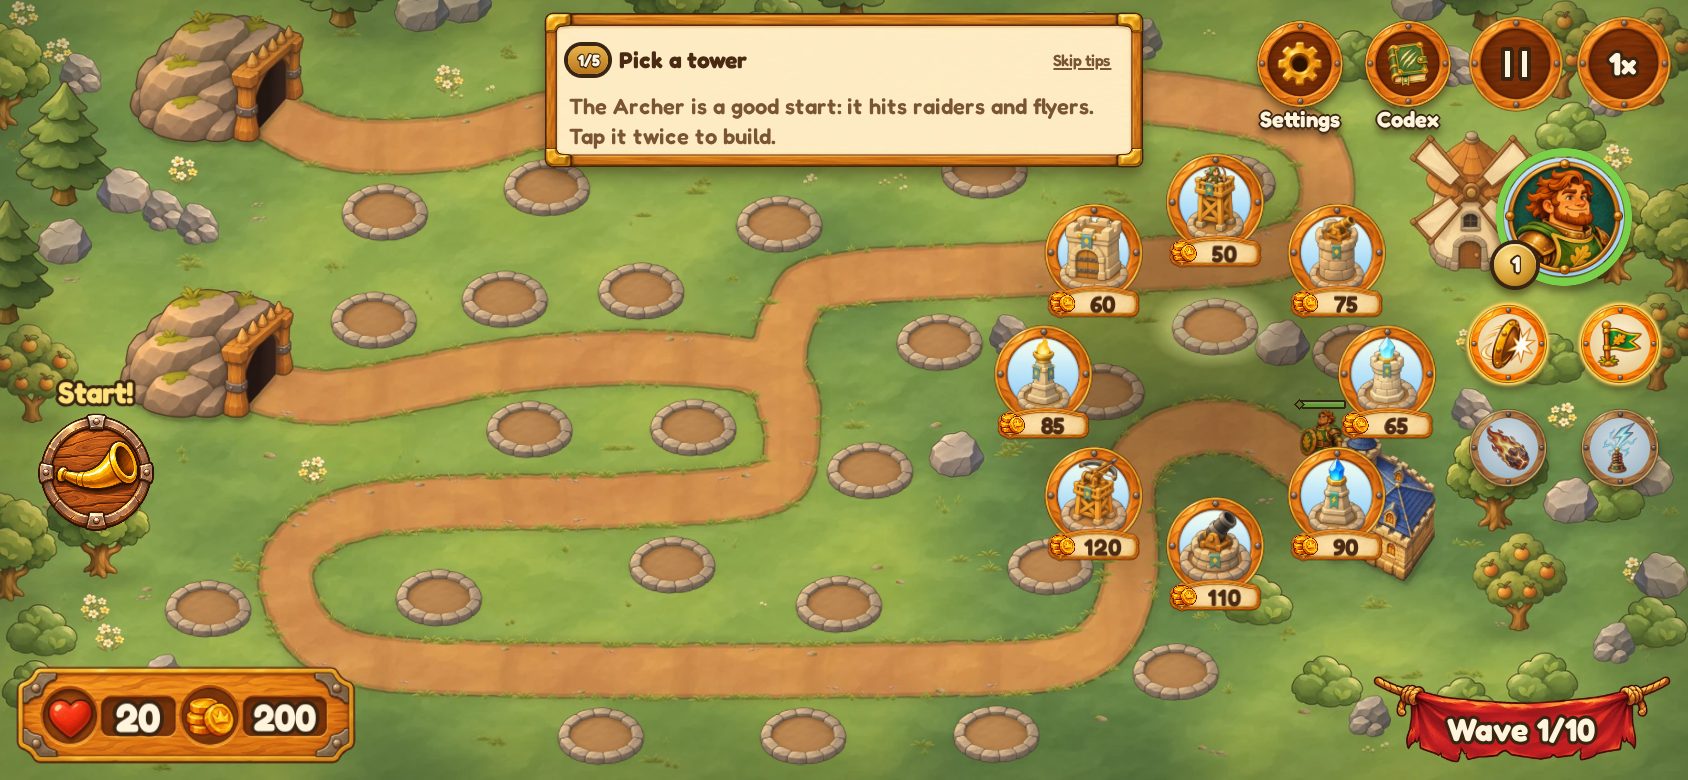 1/5 Pick a tower Skip tips
The Archer is a good start: it hits raiders and flyers.
Tap it twice to build.
1x
Settings Codex
50
60
75
1
Start!
85
65
120
90
110
20 200
Wave 1/10